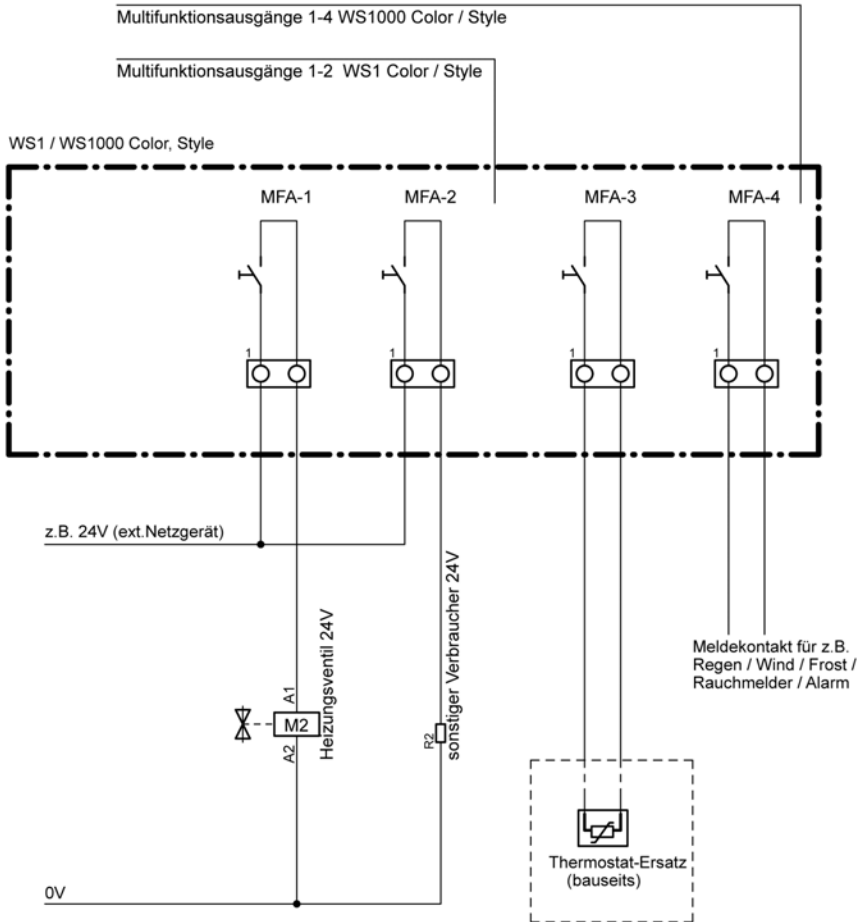 Multifunktionsausgänge 1-4 WS1000 Color / Style
Multifunktionsausgänge 1-2 WS1 Color / Style
WS1 / WS1000 Color, Style
MFA-1
MFA-2
MFA-3
MFA-4
1
1
1
1
z.B. 24V (ext.Netzgerät)
A1
M2
A2
Heizungsventil 24V
R2
sonstiger Verbraucher 24V
Meldekontakt für z.B.
Regen / Wind / Frost /
Rauchmelder / Alarm
Thermostat-Ersatz
(bauseits)
0V